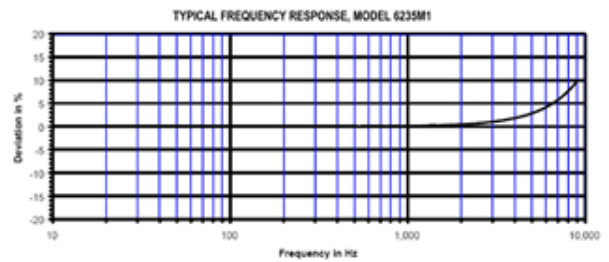 TYPICAL FREQUENCY RESPONSE, MODEL 6235M1
20
15
10
5
0
-5
-10
-15
-20
Deviation in %
10 100 1,000 10,000
Frequency in Hz